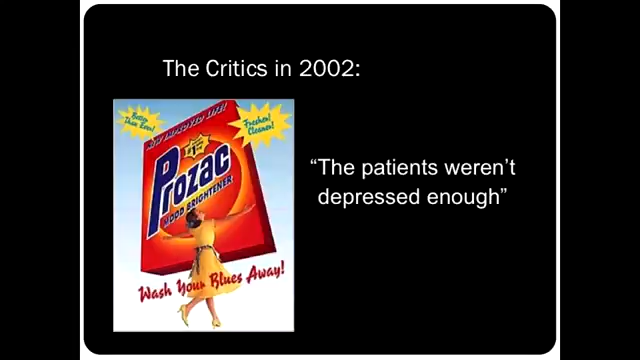 The Critics in 2002:
Better
Than Ever!
NEW IMPROVED LIFE!
Fresher!
Cleaner!
#1
Prozac
MOOD BRIGHTENER
Wash Your Blues Away!
“The patients weren’t
depressed enough”